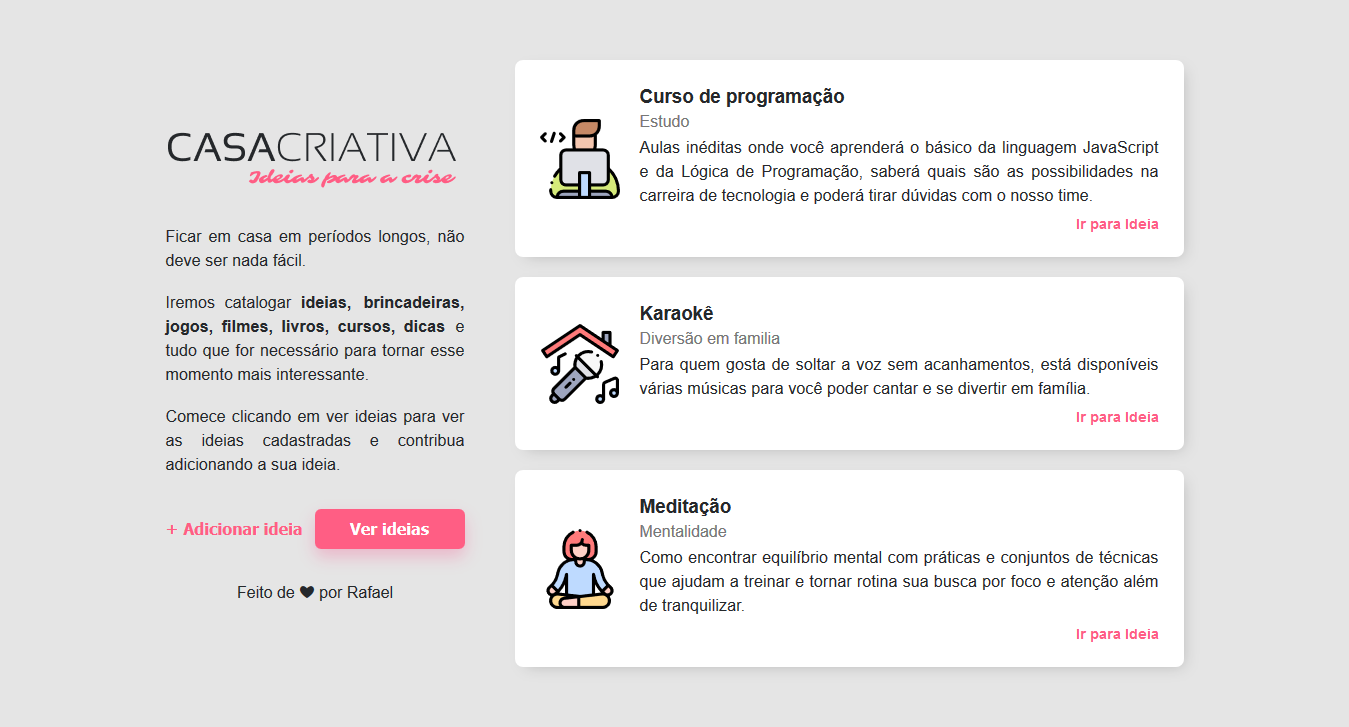 CASACRIATIVA
Ideias para a crise
Ficar em casa em períodos longos, não
deve ser nada fácil.
Iremos catalogar ideias, brincadeiras,
jogos, filmes, livros, cursos, dicas e
tudo que for necessário para tornar esse
momento mais interessante.
Comece clicando em ver ideias para ver
as ideias cadastradas e contribua
adicionando a sua ideia.
+ Adicionar ideia
Ver ideias
Feito de ♥ por Rafael
Curso de programação
Estudo
Aulas inéditas onde você aprenderá o básico da linguagem JavaScript
e da Lógica de Programação, saberá quais são as possibilidades na
carreira de tecnologia e poderá tirar dúvidas com o nosso time.
Ir para Ideia
Karaokê
Diversão em familia
Para quem gosta de soltar a voz sem acanhamentos, está disponíveis
várias músicas para você poder cantar e se divertir em família.
Ir para Ideia
Meditação
Mentalidade
Como encontrar equilíbrio mental com práticas e conjuntos de técnicas
que ajudam a treinar e tornar rotina sua busca por foco e atenção além
de tranquilizar.
Ir para Ideia